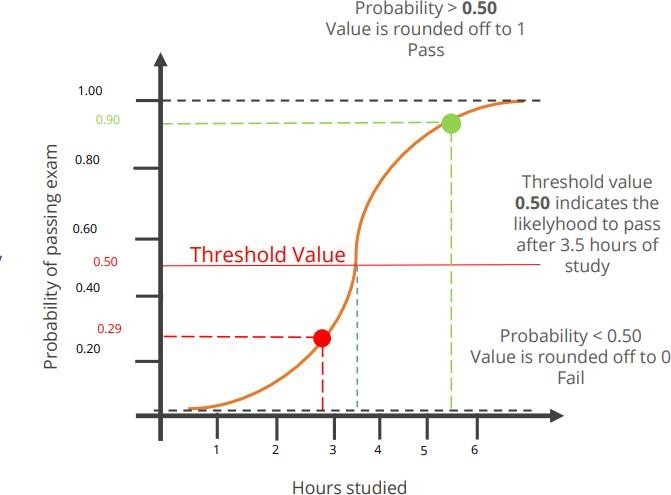 Probability > 0.50
Value is rounded off to 1
Pass
1.00
0.90
0.80
0.60
0.50
0.40
0.29
0.20
Probability of passing exam
Threshold Value
Threshold value
0.50 indicates the
likelyhood to pass
after 3.5 hours of
study
Probability < 0.50
Value is rounded off to 0
Fail
1 2 3 4 5 6
Hours studied